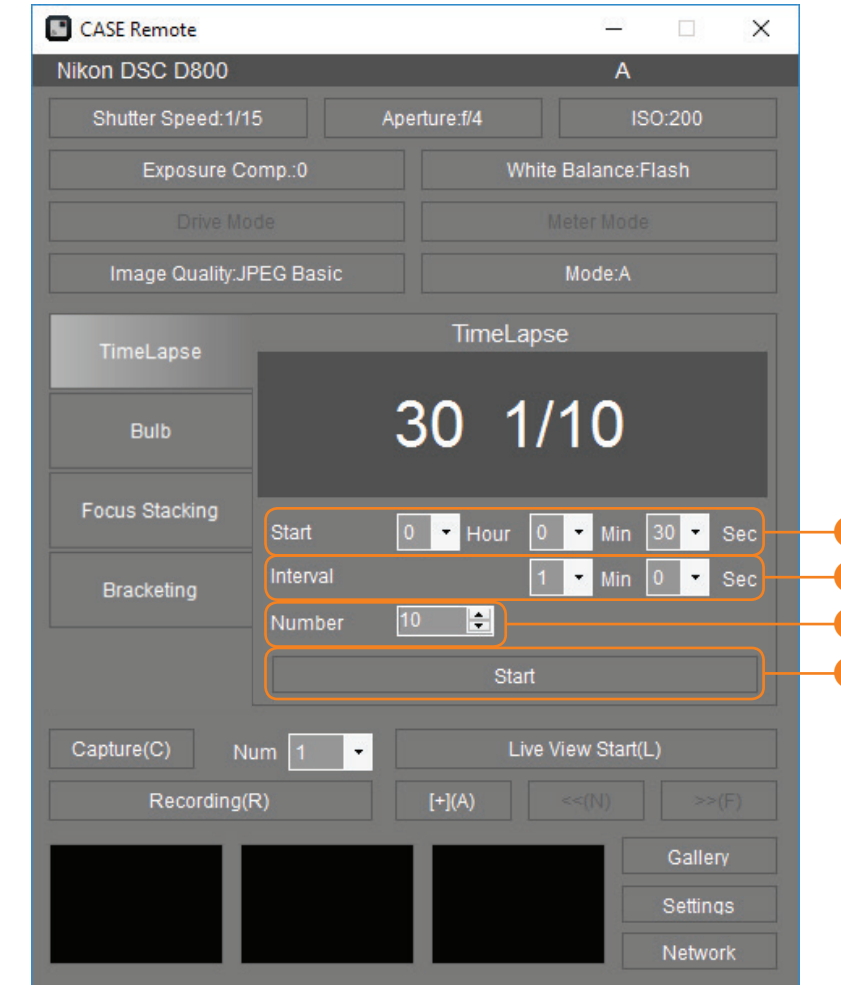 CASE Remote
Nikon DSC D800 A
Shutter Speed:1/15 Aperture:f/4 ISO:200
Exposure Comp.:0 White Balance:Flash
Drive Mode Meter Mode
Image Quality:JPEG Basic Mode:A
TimeLapse
TimeLapse
30 1/10
Bulb
Focus Stacking
Start 0 Hour 0 Min 30 Sec
Interval 1 Min 0 Sec
Bracketing
Number 10
Start
Capture(C) Num 1 Live View Start(L)
Recording(R) [+](A) <<(N) >>(F)
Gallery
Settings
Network